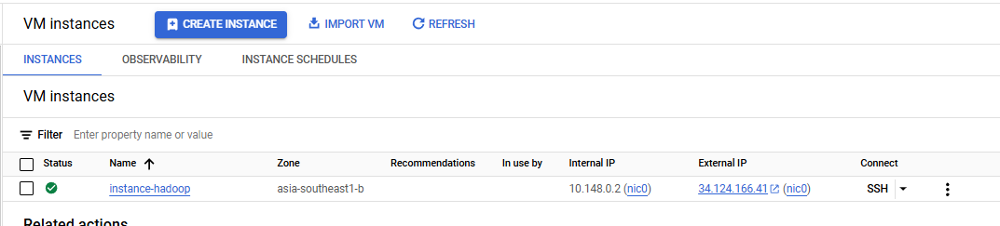 VM instances CREATE INSTANCE IMPORT VM REFRESH
INSTANCES OBSERVABILITY INSTANCE SCHEDULES
VM instances
Filter Enter property name or value
Status Name Zone Recommendations In use by Internal IP External IP Connect
instance-hadoop asia-southeast1-b 10.148.0.2 (nic0) 34.124.166.41 (nic0) SSH
Related actions